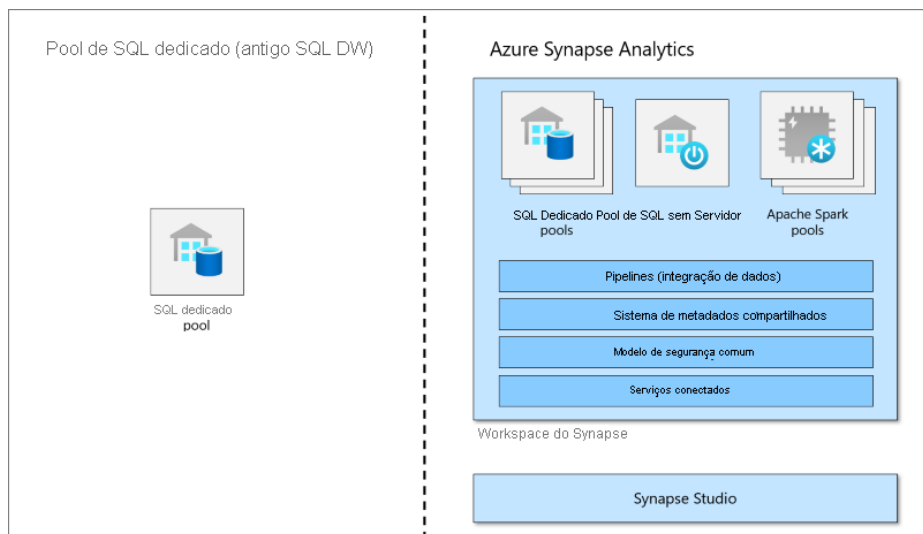 Pool de SQL dedicado (antigo SQL DW)
SQL dedicado
pool
Azure Synapse Analytics
SQL Dedicado Pool de SQL sem Servidor
pools
Apache Spark
pools
Pipelines (integração de dados)
Sistema de metadados compartilhados
Modelo de segurança comum
Serviços conectados
Workspace do Synapse
Synapse Studio